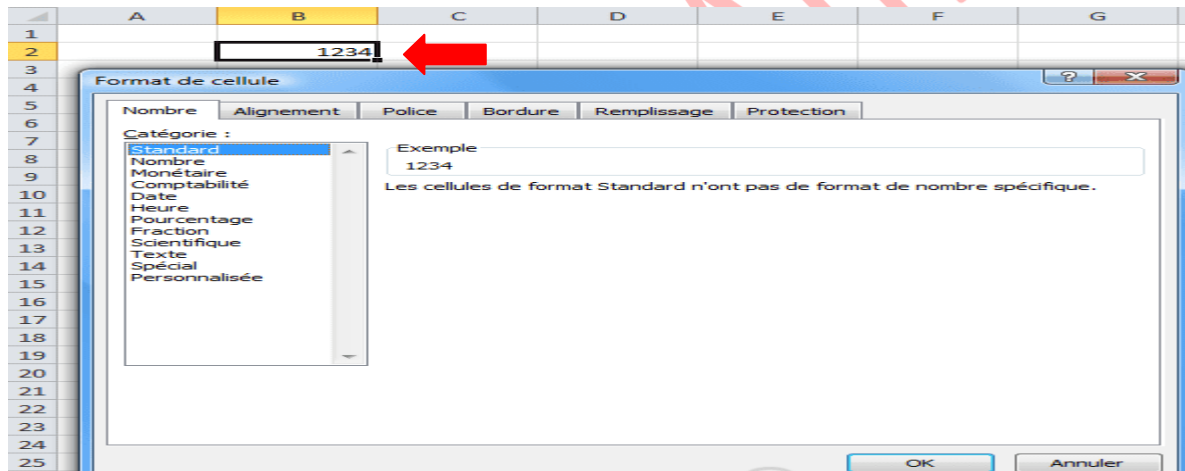 A B C D E F G
1
2 1234
3
4
5
6
7
8
9
10
11
12
13
14
15
16
17
18
19
20
21
22
23
24
25
Format de cellule
Nombre Alignement Police Bordure Remplissage Protection
Catégorie :
Standard
Nombre
Monétaire
Comptabilité
Date
Heure
Pourcentage
Fraction
Scientifique
Texte
Spécial
Personnalisée
Exemple
1234
Les cellules de format Standard n'ont pas de format de nombre spécifique.
OK Annuler